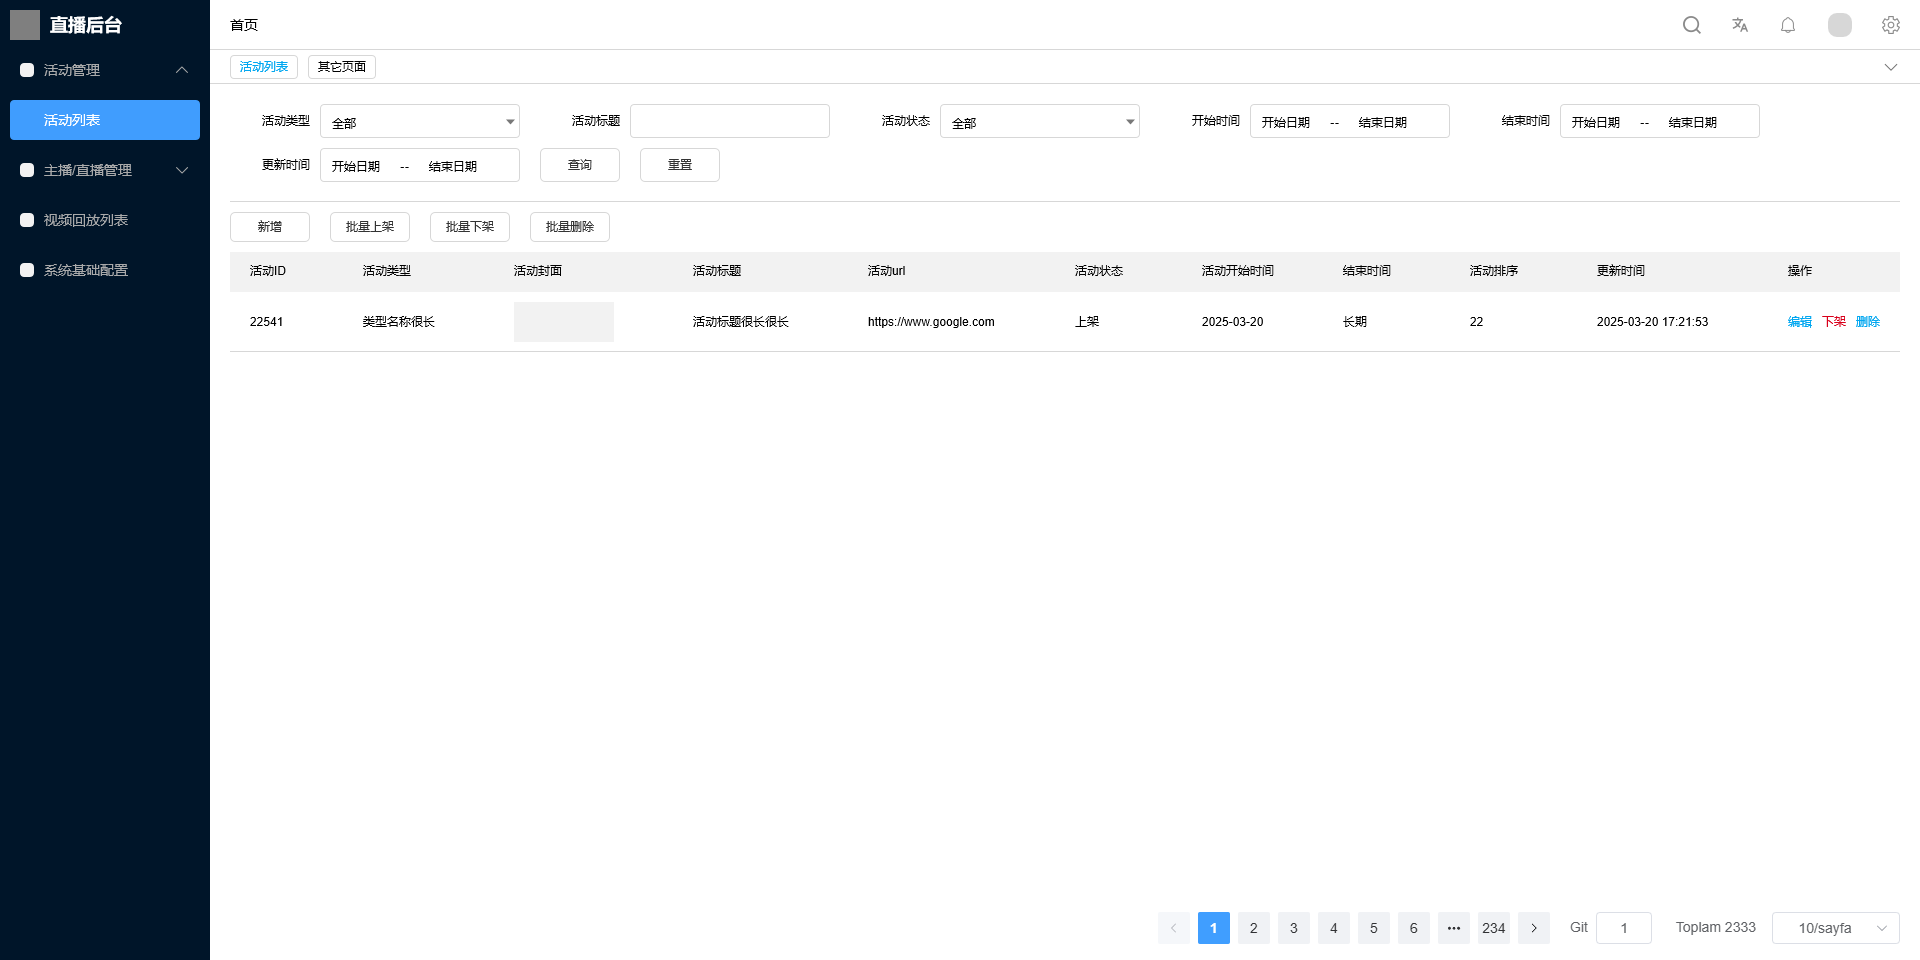 直播后台
首页
活动管理
活动列表
主播/直播管理
视频回放列表
系统基础配置
活动列表 其它页面
活动类型 全部 活动标题 活动状态 全部 开始时间 开始日期 -- 结束日期 结束时间 开始日期 -- 结束日期
更新时间 开始日期 -- 结束日期 查询 重置
新增 批量上架 批量下架 批量删除
活动ID 活动类型 活动封面 活动标题 活动url 活动状态 活动开始时间 结束时间 活动排序 更新时间 操作
22541 类型名称很长 活动标题很长很长 https://www.google.com 上架 2025-03-20 长期 22 2025-03-20 17:21:53 编辑 下架 删除
1 2 3 4 5 6 ••• 234 Git 1 Toplam 2333 10/sayfa